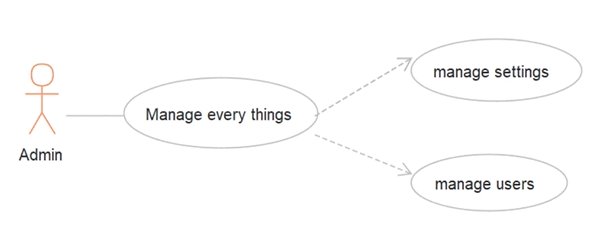 manage settings
Manage every things
Admin
manage users